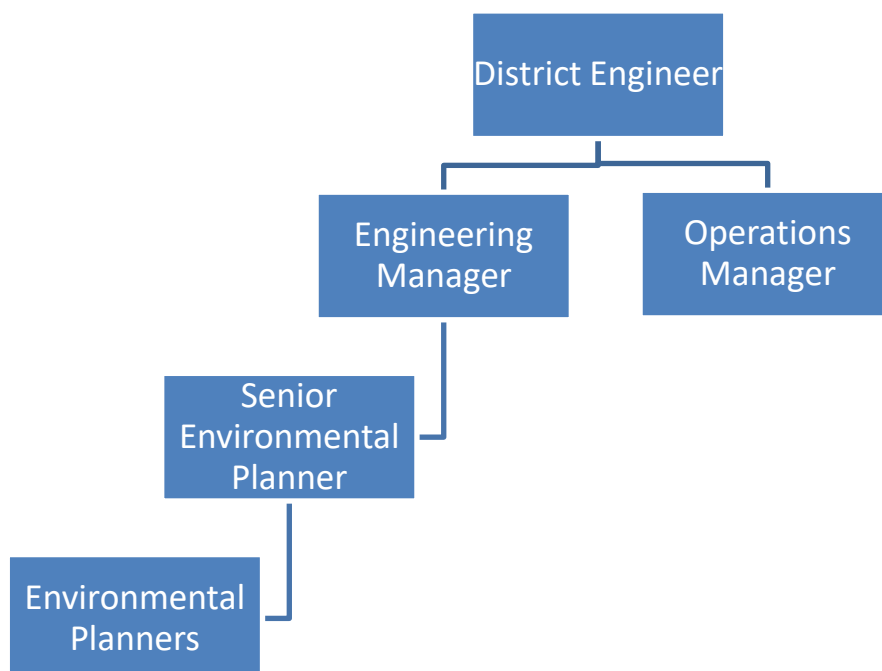 District Engineer
Engineering
Manager
Operations
Manager
Senior
Environmental
Planner
Environmental
Planners